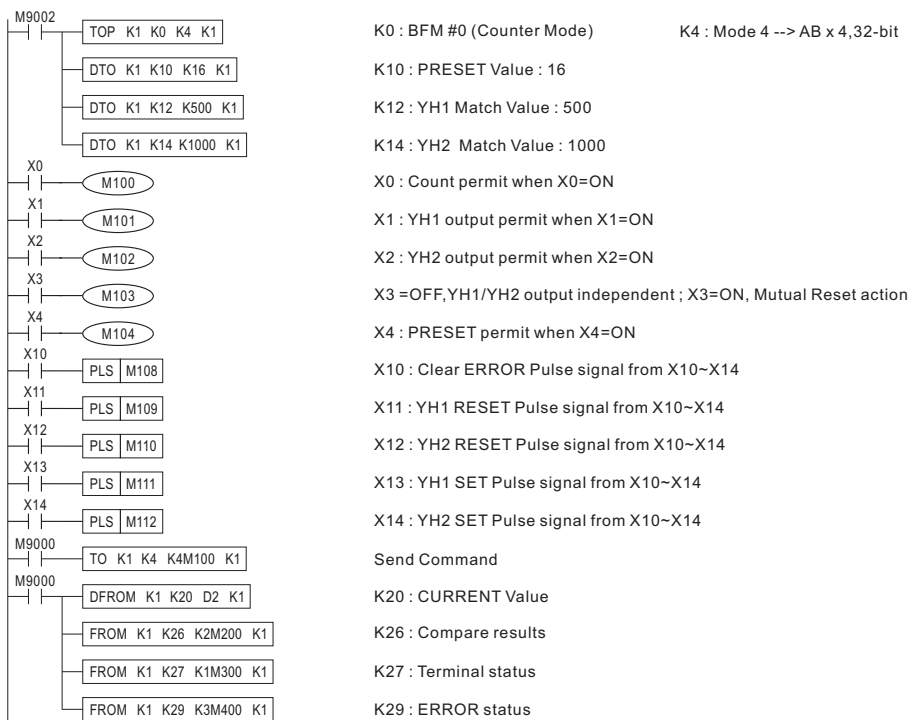 M9002
TOP K1 K0 K4 K1 K0 : BFM #0 (Counter Mode) K4 : Mode 4 --> AB x 4,32-bit
DTO K1 K10 K16 K1 K10 : PRESET Value : 16
DTO K1 K12 K500 K1 K12 : YH1 Match Value : 500
DTO K1 K14 K1000 K1 K14 : YH2 Match Value : 1000
X0
M100 X0 : Count permit when X0=ON
X1
M101 X1 : YH1 output permit when X1=ON
X2
M102 X2 : YH2 output permit when X2=ON
X3
M103 X3 =OFF,YH1/YH2 output independent ; X3=ON, Mutual Reset action
X4
M104 X4 : PRESET permit when X4=ON
X10
PLS M108 X10 : Clear ERROR Pulse signal from X10~X14
X11
PLS M109 X11 : YH1 RESET Pulse signal from X10~X14
X12
PLS M110 X12 : YH2 RESET Pulse signal from X10~X14
X13
PLS M111 X13 : YH1 SET Pulse signal from X10~X14
X14
PLS M112 X14 : YH2 SET Pulse signal from X10~X14
M9000
TO K1 K4 K4M100 K1 Send Command
M9000
DFROM K1 K20 D2 K1 K20 : CURRENT Value
FROM K1 K26 K2M200 K1 K26 : Compare results
FROM K1 K27 K1M300 K1 K27 : Terminal status
FROM K1 K29 K3M400 K1 K29 : ERROR status